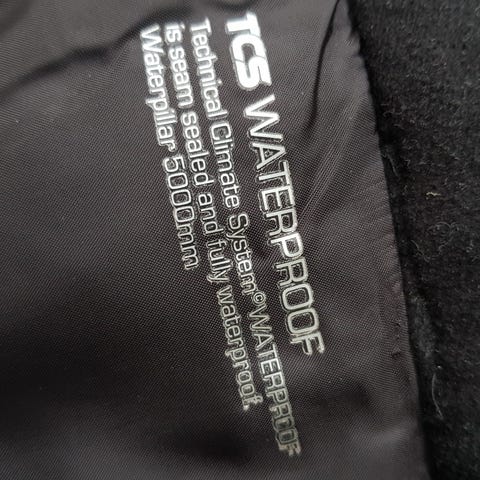 TCS WATERPROOF
Technical Climate System©WATERPROOF
is seam sealed and fully waterproof.
Waterpillar 5000mm